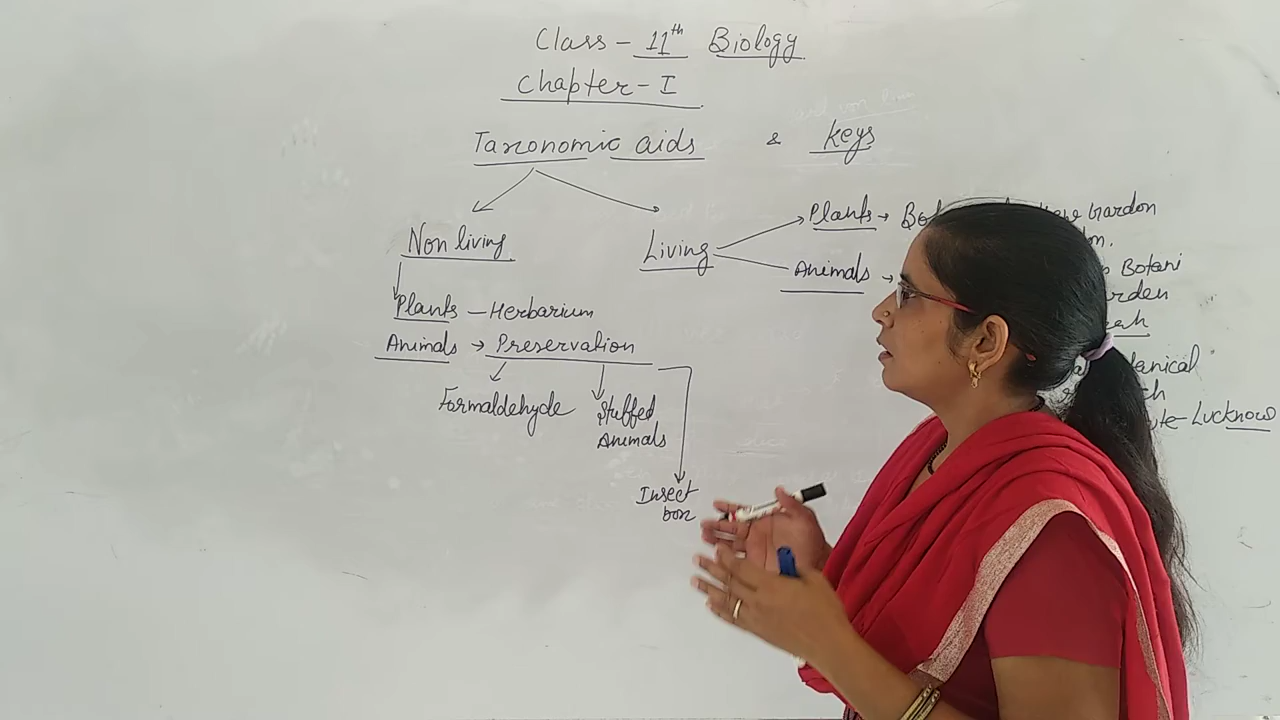 Class - 11th Biology
Chapter - I
Taxonomic aids & Keys
Non living
Living
Plants → Gardon
Animals → Botani
Plants - Herbarium
Animals → Preservation
Formaldehyde
Stuffed
Animals
Insect
box
Lucknow